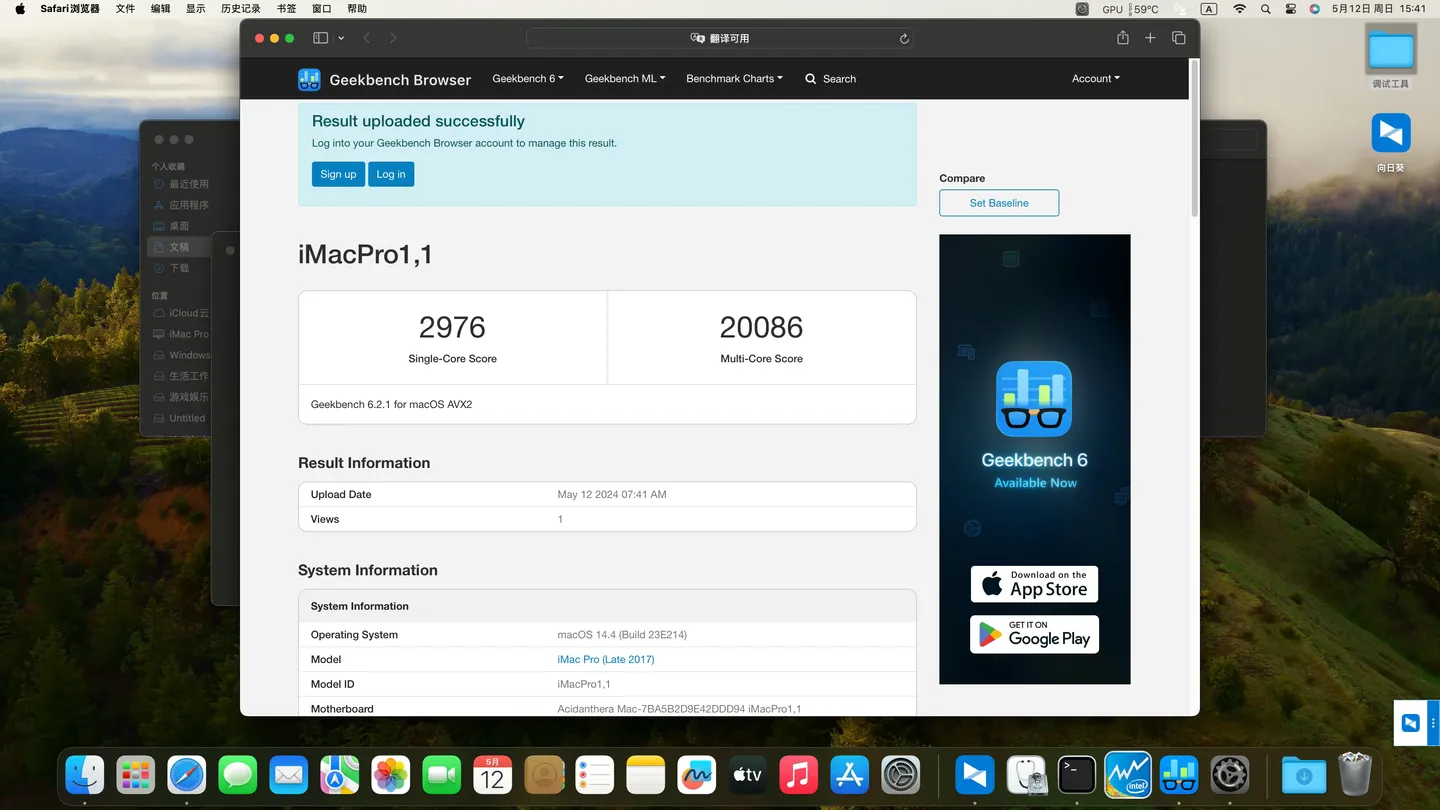 Safari浏览器 文件 编辑 显示 历史记录 书签 窗口 帮助 GPU 59°C A 5月12日 周日 15:41
翻译可用
Geekbench Browser Geekbench 6 Geekbench ML Benchmark Charts Search Account
Result uploaded successfully
Log into your Geekbench Browser account to manage this result.
Sign up Log in
Compare
Set Baseline
iMacPro1,1
2976 20086
Single-Core Score Multi-Core Score
Geekbench 6.2.1 for macOS AVX2
Result Information
Upload Date May 12 2024 07:41 AM
Views 1
System Information
System Information
Operating System macOS 14.4 (Build 23E214)
Model iMac Pro (Late 2017)
Model ID iMacPro1,1
Motherboard Acidanthera Mac-7BA5B2D9E42DDD94 iMacPro1,1
Geekbench 6
Available Now
Download on the
App Store
GET IT ON
Google Play
个人收藏
最近使用
应用程序
桌面
文稿
下载
位置
iCloud云
iMac Pro
Windows
生活工作
游戏娱乐
Untitled
调试工具
向日葵
5月
12
tv
intel